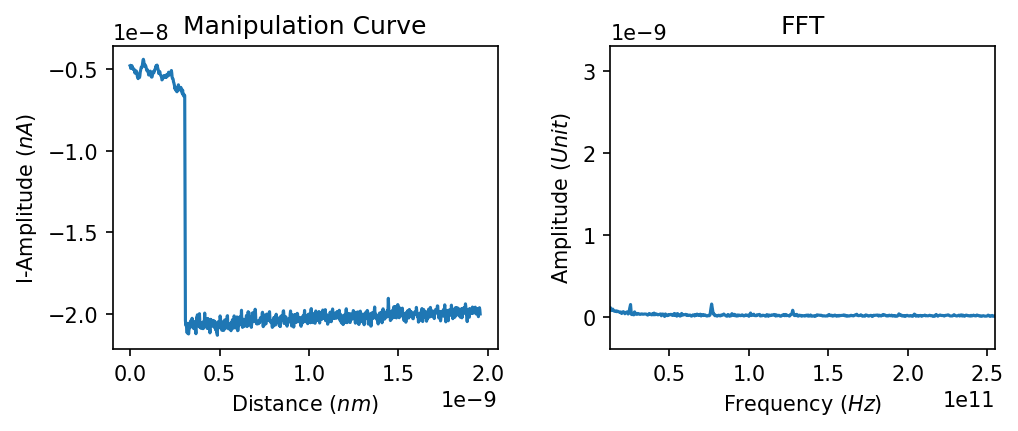 Manipulation Curve
1e−8
I-Amplitude (nA)
−0.5
−1.0
−1.5
−2.0
0.0 0.5 1.0 1.5 2.0
1e−9
Distance (nm)
FFT
1e−9
Amplitude (Unit)
3
2
1
0
0.5 1.0 1.5 2.0 2.5
1e11
Frequency (Hz)